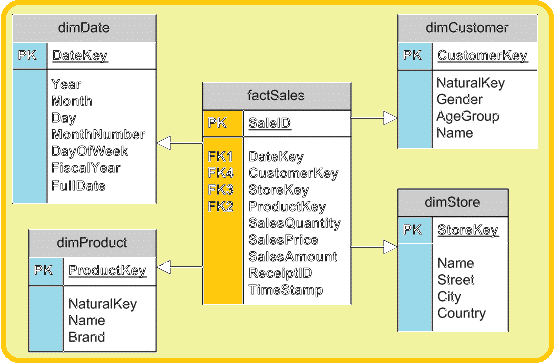 dimDate
PK DateKey
Year
Month
Day
MonthNumber
DayOfWeek
FiscalYear
FullDate
dimProduct
PK ProductKey
NaturalKey
Name
Brand
factSales
PK SaleID
FK1 DateKey
FK4 CustomerKey
FK3 StoreKey
FK2 ProductKey
SalesQuantity
SalesPrice
SalesAmount
ReceiptID
TimeStamp
dimCustomer
PK CustomerKey
NaturalKey
Gender
AgeGroup
Name
dimStore
PK StoreKey
Name
Street
City
Country